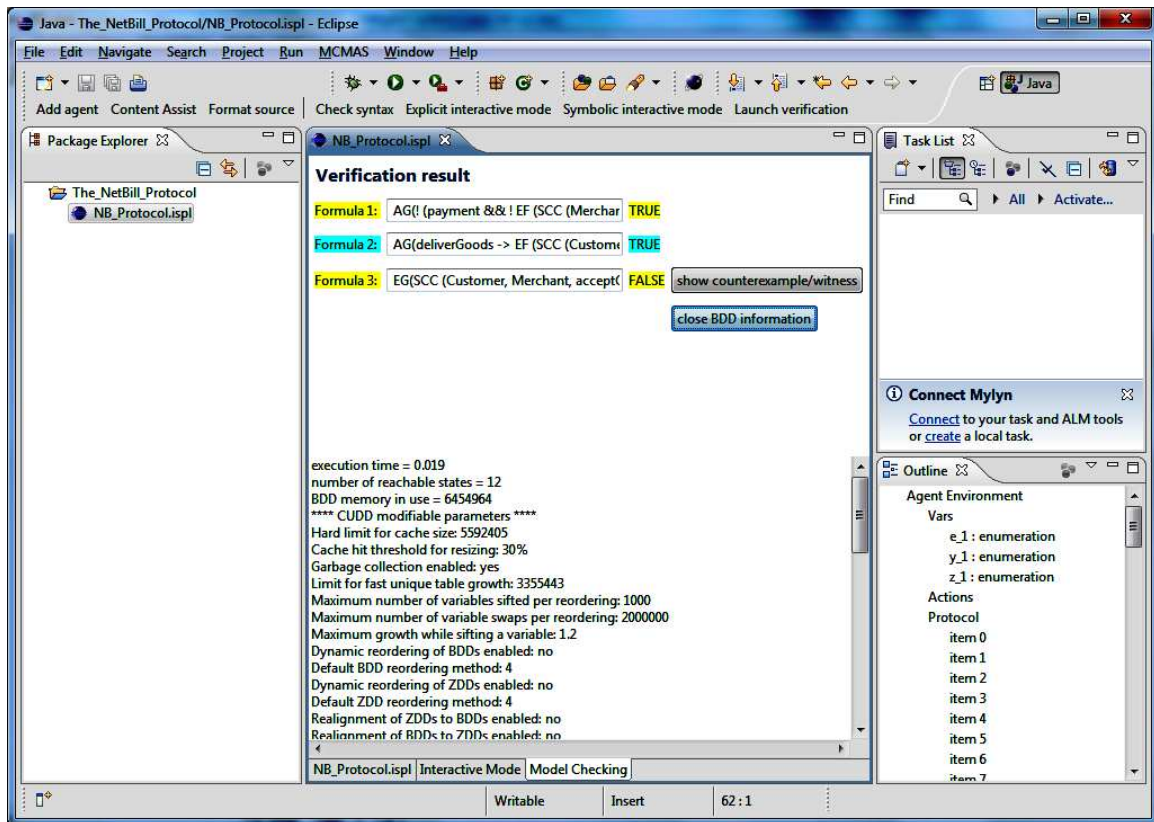 Java - The_NetBill_Protocol/NB_Protocol.ispl - Eclipse
File Edit Navigate Search Project Run MCMAS Window Help
Java
Add agent Content Assist Format source Check syntax Explicit interactive mode Symbolic interactive mode Launch verification
Package Explorer
The_NetBill_Protocol
NB_Protocol.ispl
NB_Protocol.ispl
Verification result
Formula 1: AG(! (payment && ! EF (SCC (Merchar TRUE
Formula 2: AG(deliverGoods -> EF (SCC (Custome TRUE
Formula 3: EG(SCC (Customer, Merchant, accept( FALSE show counterexample/witness
close BDD information
execution time = 0.019
number of reachable states = 12
BDD memory in use = 6454964
**** CUDD modifiable parameters ****
Hard limit for cache size: 5592405
Cache hit threshold for resizing: 30%
Garbage collection enabled: yes
Limit for fast unique table growth: 3355443
Maximum number of variables sifted per reordering: 1000
Maximum number of variable swaps per reordering: 2000000
Maximum growth while sifting a variable: 1.2
Dynamic reordering of BDDs enabled: no
Default BDD reordering method: 4
Dynamic reordering of ZDDs enabled: no
Default ZDD reordering method: 4
Realignment of ZDDs to BDDs enabled: no
Realignment of BDDs to ZDDs enabled: no
NB_Protocol.ispl Interactive Mode Model Checking
Task List
Find All Activate...
Connect Mylyn
Connect to your task and ALM tools
or create a local task.
Outline
Agent Environment
Vars
e_1 : enumeration
y_1 : enumeration
z_1 : enumeration
Actions
Protocol
item 0
item 1
item 2
item 3
item 4
item 5
item 6
item 7
Writable Insert 62 : 1